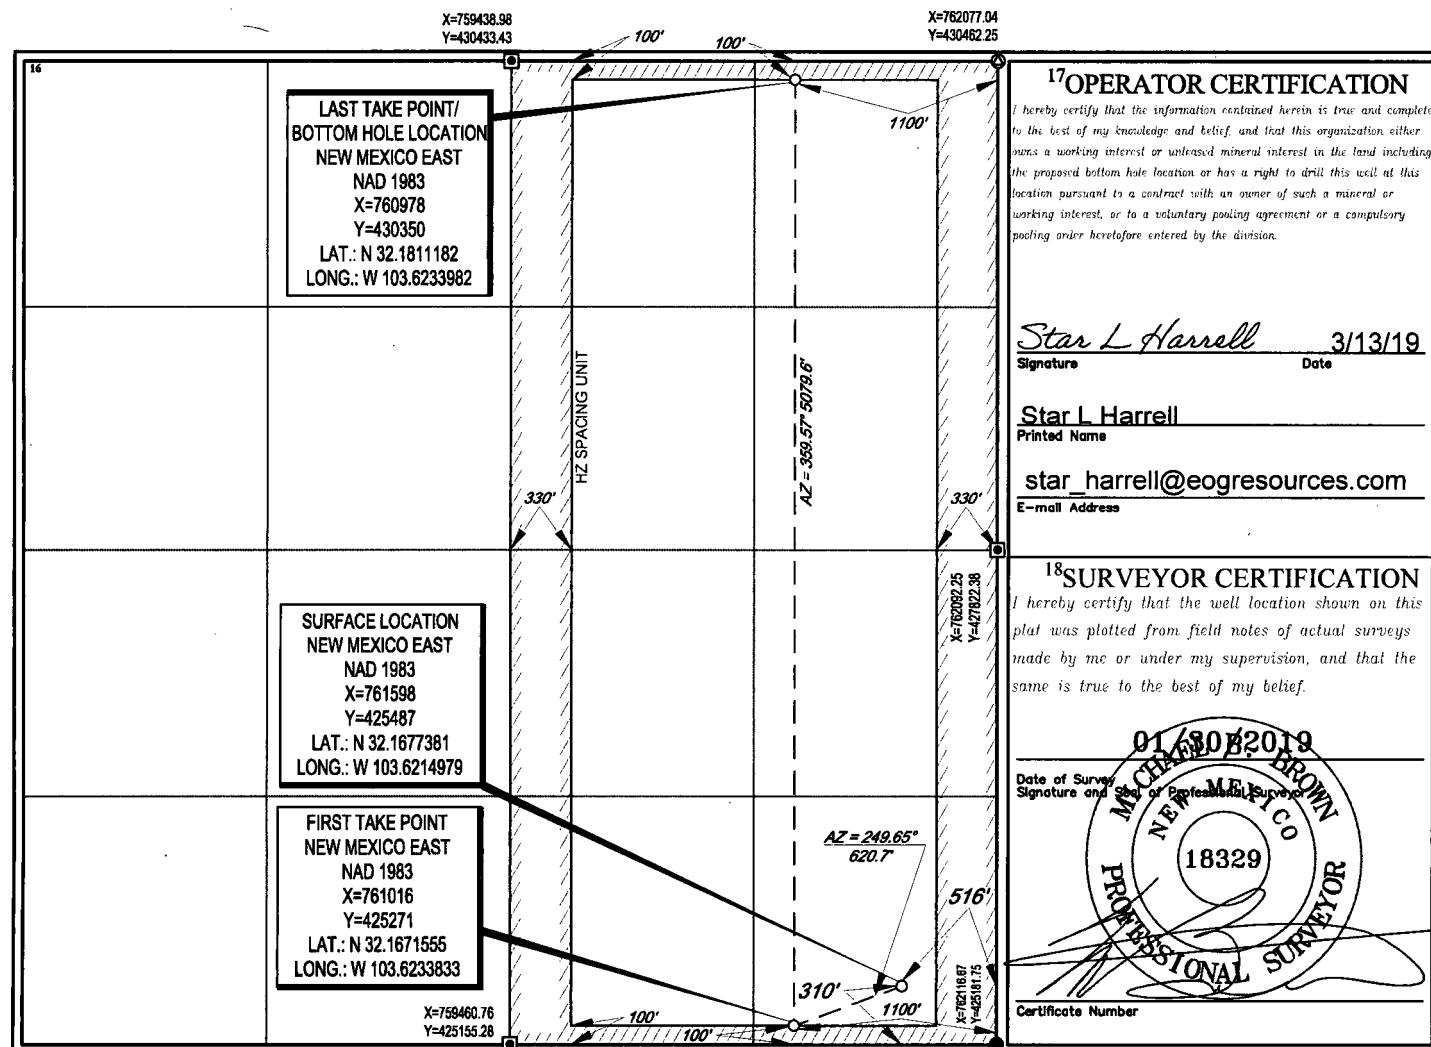 X=759438.98
Y=430433.43
100'
100'
X=762077.04
Y=430462.25
16
LAST TAKE POINT/
BOTTOM HOLE LOCATION
NEW MEXICO EAST
NAD 1983
X=760978
Y=430350
LAT.: N 32.1811182
LONG.: W 103.6233982
1100'
HZ SPACING UNIT
AZ = 359.57° 5079.6'
330'
330'
X=762092.25
Y=427822.38
SURFACE LOCATION
NEW MEXICO EAST
NAD 1983
X=761598
Y=425487
LAT.: N 32.1677381
LONG.: W 103.6214979
FIRST TAKE POINT
NEW MEXICO EAST
NAD 1983
X=761016
Y=425271
LAT.: N 32.1671555
LONG.: W 103.6233833
AZ = 249.65°
620.7'
516'
310'
1100'
X=762116.67
Y=425181.75
X=759460.76
Y=425155.28
100'
100'
17 OPERATOR CERTIFICATION
I hereby certify that the information contained herein is true and complete
to the best of my knowledge and belief, and that this organization either
owns a working interest or unleased mineral interest in the land including
the proposed bottom hole location or has a right to drill this well at this
location pursuant to a contract with an owner of such a mineral or
working interest, or to a voluntary pooling agreement or a compulsory
pooling order heretofore entered by the division.
Star L Harrell 3/13/19
Signature Date
Star L Harrell
Printed Name
star_harrell@eogresources.com
E-mail Address
18 SURVEYOR CERTIFICATION
I hereby certify that the well location shown on this
plat was plotted from field notes of actual surveys
made by me or under my supervision, and that the
same is true to the best of my belief.
01/30/2019
Date of Survey
Signature and Seal of Professional Surveyor
MICHAEL B. BROWN
NEW MEXICO
18329
PROFESSIONAL SURVEYOR
Certificate Number